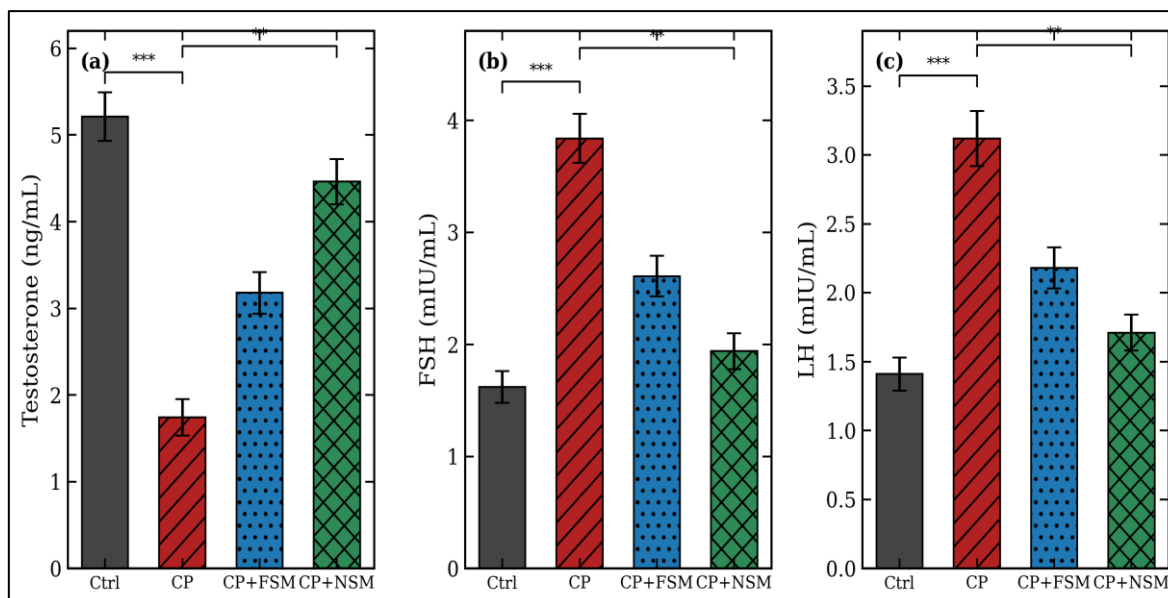 (a)
***
**
Testosterone (ng/mL)
6
5
4
3
2
1
0
Ctrl
CP
CP+FSM
CP+NSM
(b)
***
**
FSH (mIU/mL)
4
3
2
1
0
Ctrl
CP
CP+FSM
CP+NSM
(c)
***
**
LH (mIU/mL)
3.5
3.0
2.5
2.0
1.5
1.0
0.5
0.0
Ctrl
CP
CP+FSM
CP+NSM